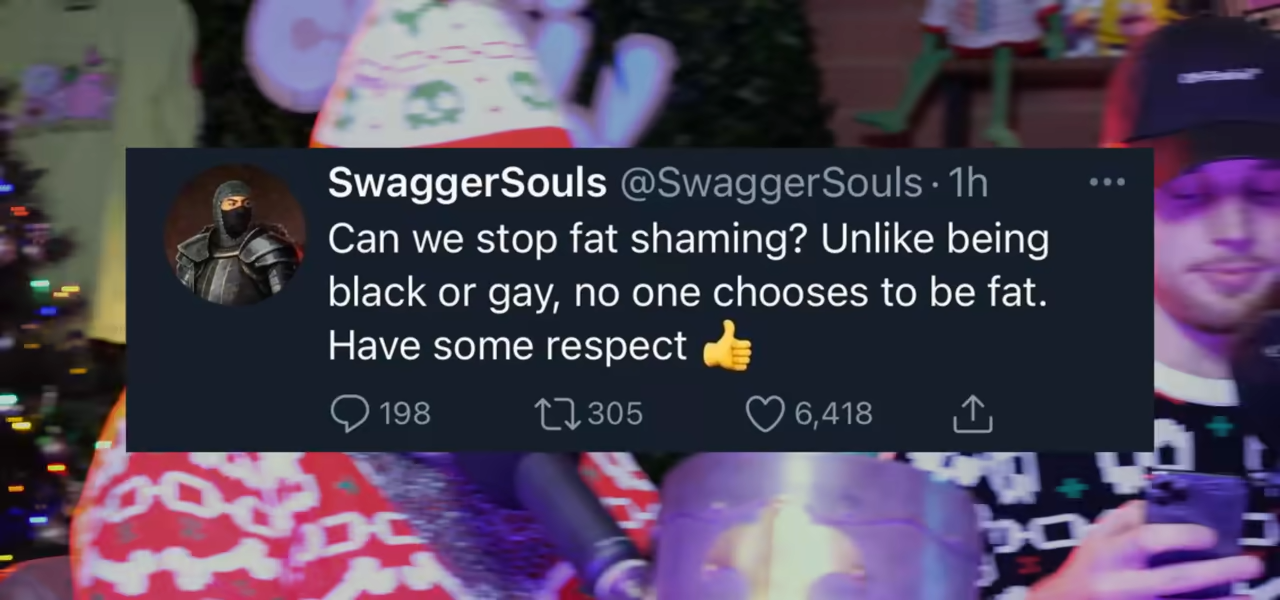 SwaggerSouls @SwaggerSouls · 1h
Can we stop fat shaming? Unlike being
black or gay, no one chooses to be fat.
Have some respect 👍
198 305 6,418